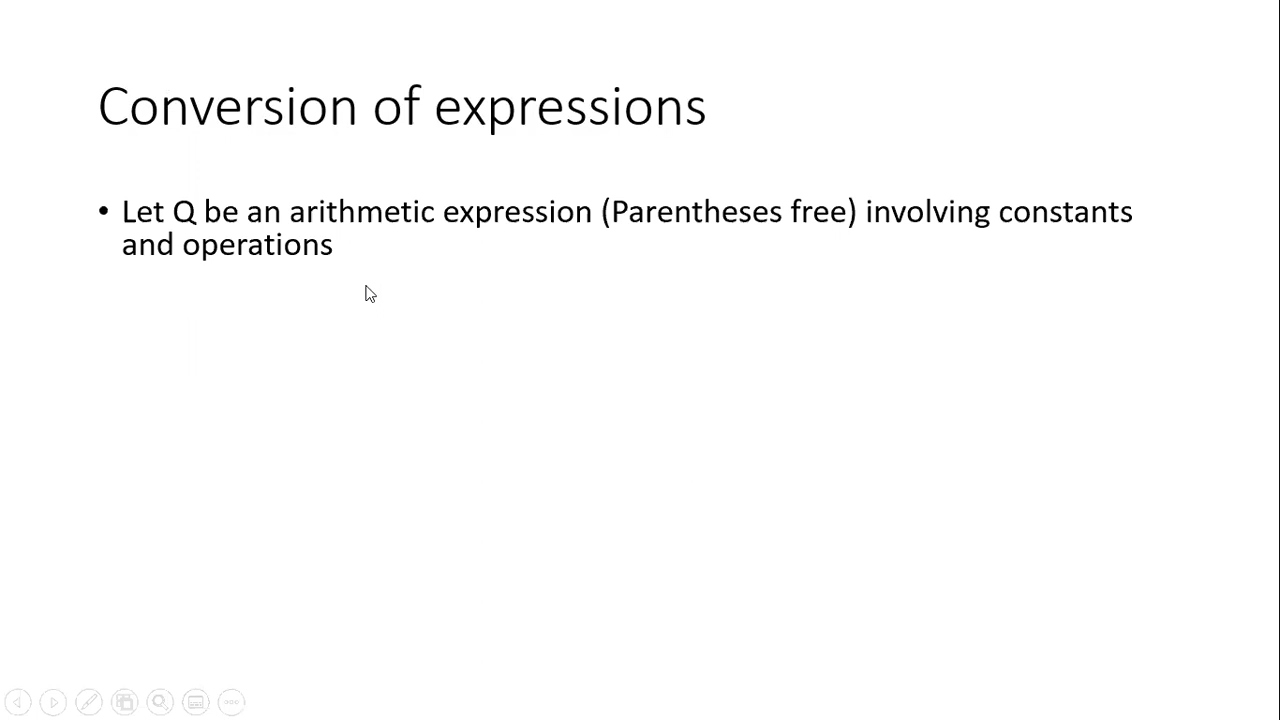 Conversion of expressions
• Let Q be an arithmetic expression (Parentheses free) involving constants
and operations